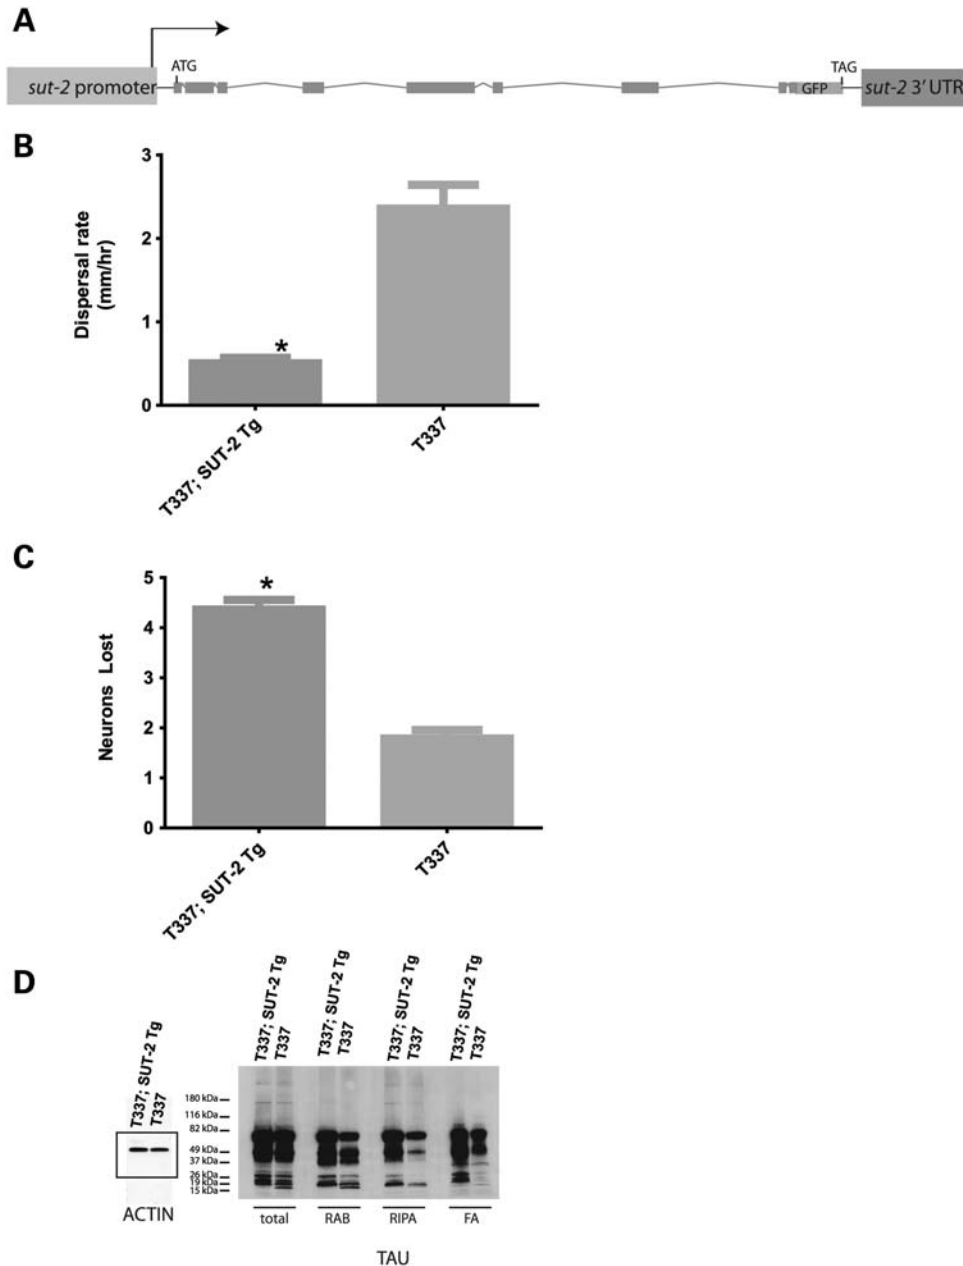 A
sut-2 promoter
ATG
GFP
TAG
sut-2 3' UTR
B
Dispersal rate
(mm/hr)
3
2
1
0
*
T337; SUT-2 Tg
T337
C
Neurons Lost
5
4
3
2
1
0
*
T337; SUT-2 Tg
T337
D
T337; SUT-2 Tg
T337
ACTIN
T337; SUT-2 Tg
T337
T337; SUT-2 Tg
T337
T337; SUT-2 Tg
T337
T337; SUT-2 Tg
T337
180 kDa
116 kDa
82 kDa
49 kDa
37 kDa
26 kDa
19 kDa
15 kDa
total
RAB
RIPA
FA
TAU